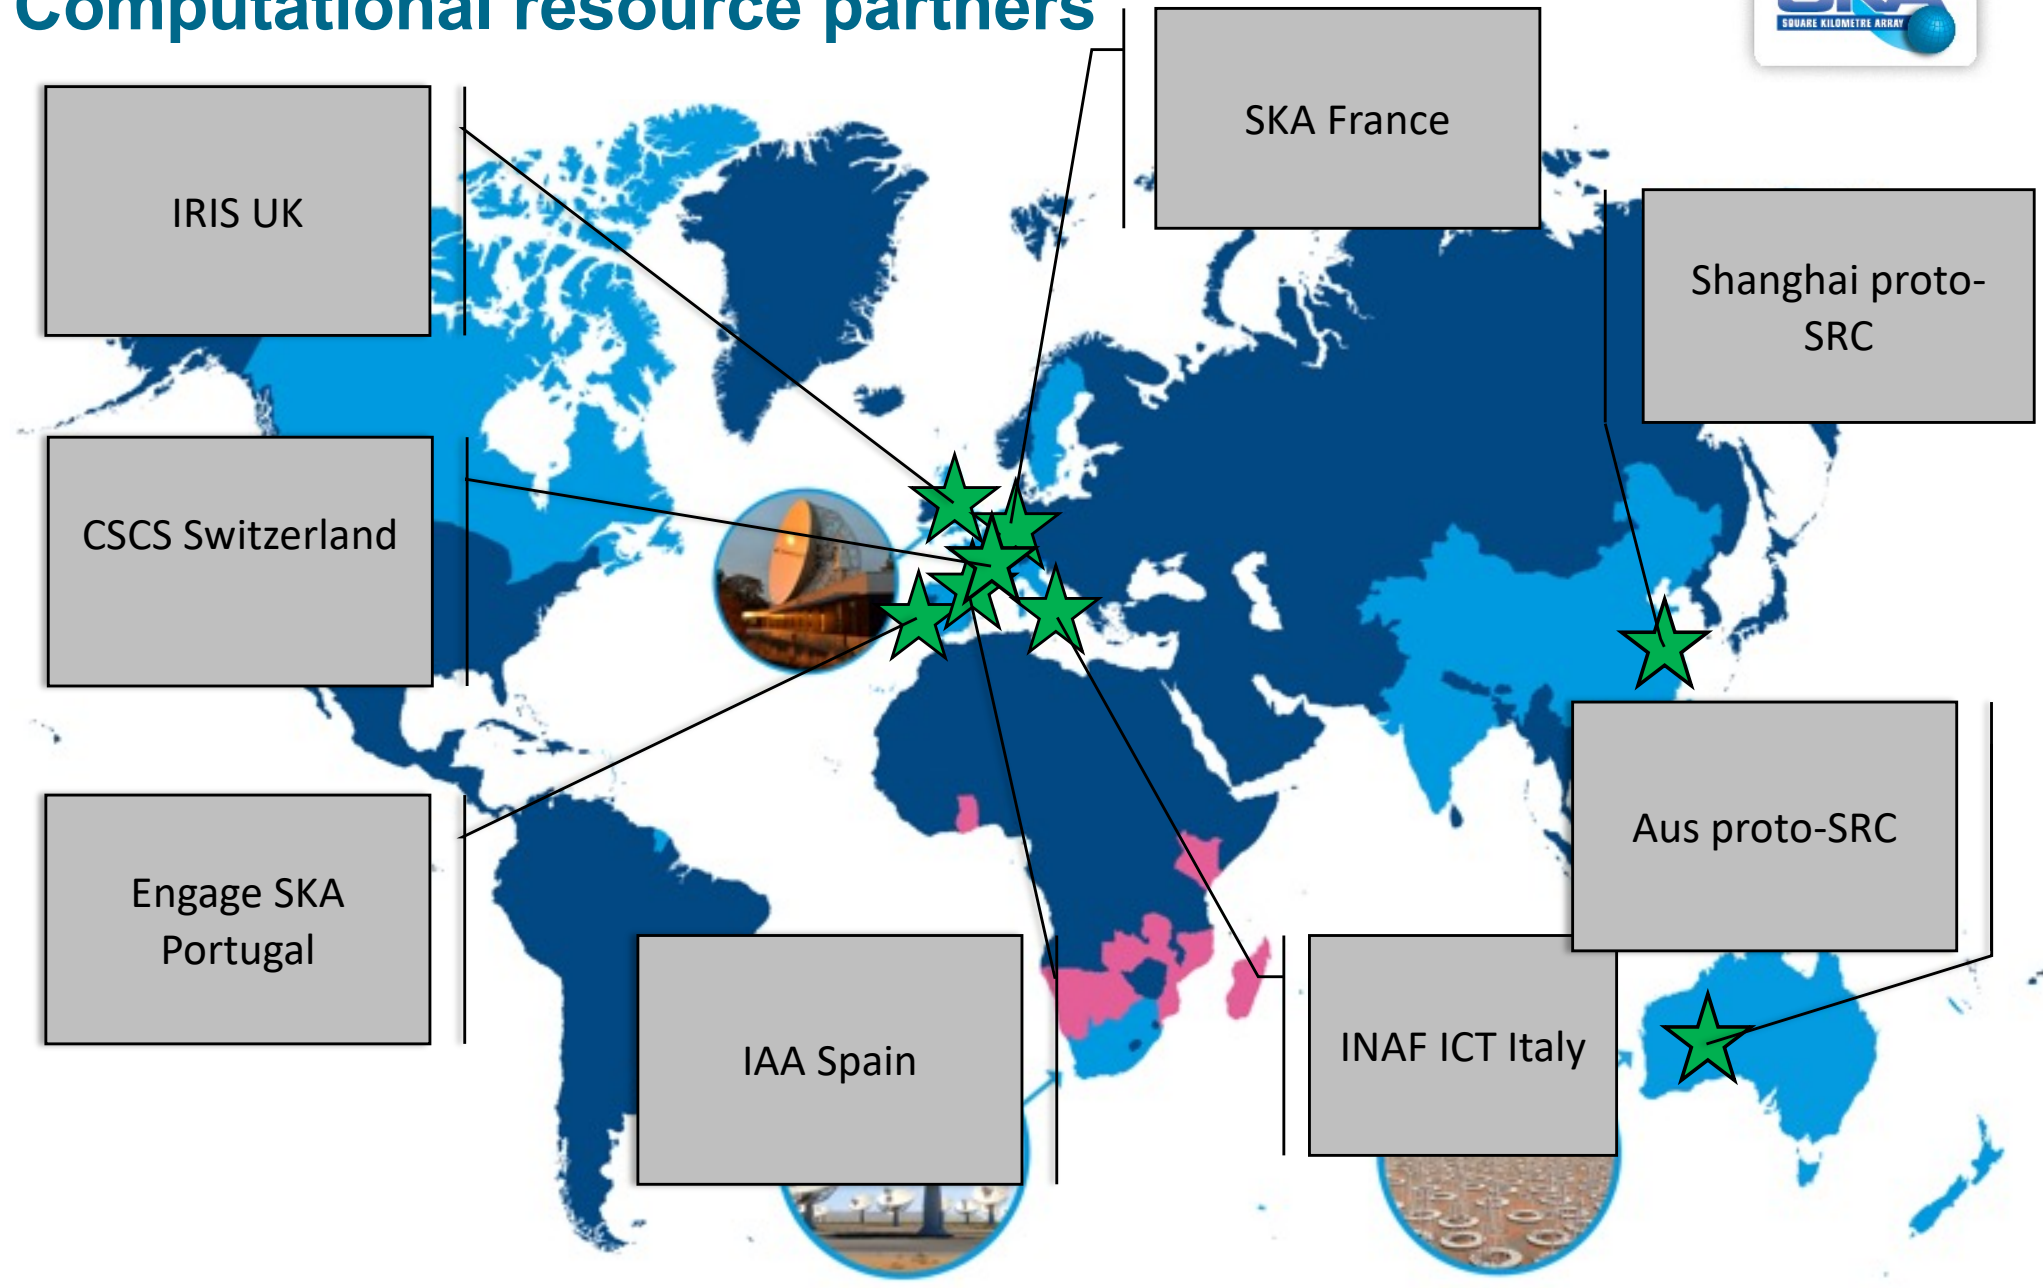 Computational resource partners
SQUARE KILOMETRE ARRAY
SKA France
IRIS UK
Shanghai proto-
SRC
CSCS Switzerland
Aus proto-SRC
Engage SKA
Portugal
IAA Spain
INAF ICT Italy